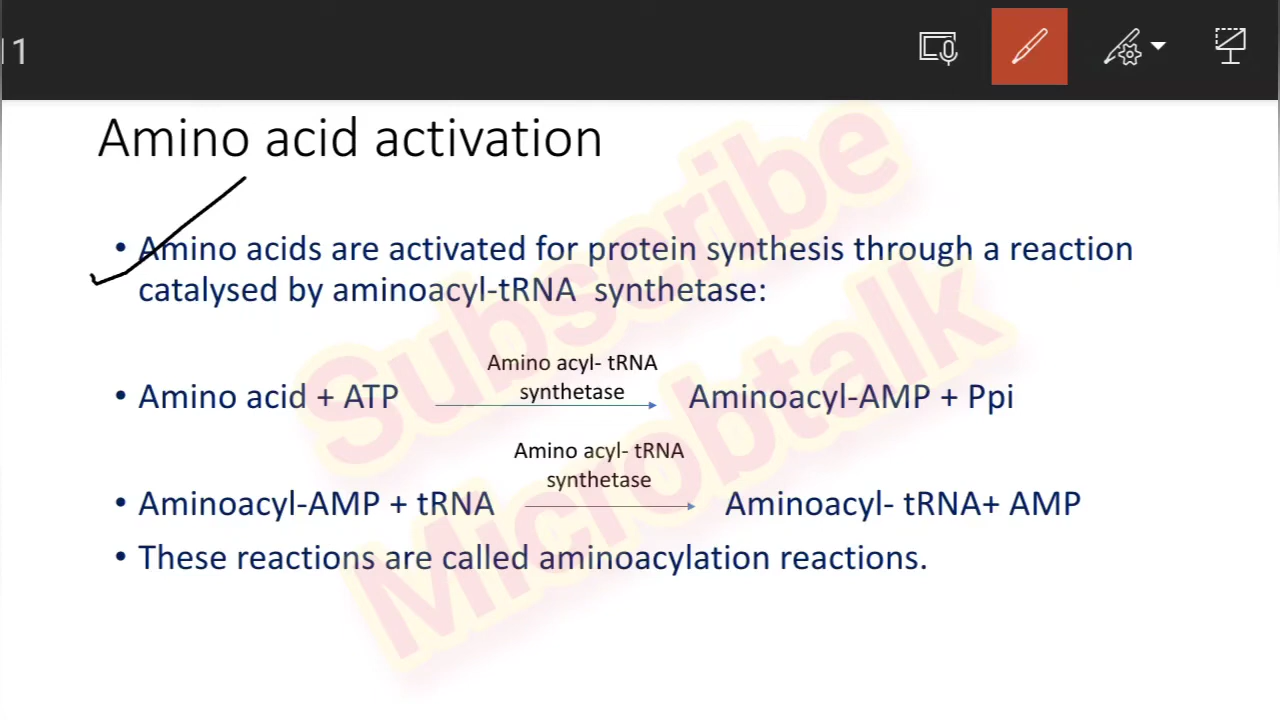 11
Amino acid activation
• Amino acids are activated for protein synthesis through a reaction
catalysed by aminoacyl-tRNA synthetase:
Amino acyl- tRNA
synthetase
• Amino acid + ATP Aminoacyl-AMP + Ppi
Amino acyl- tRNA
synthetase
• Aminoacyl-AMP + tRNA Aminoacyl- tRNA+ AMP
• These reactions are called aminoacylation reactions.
Subscribe
Microbtalk